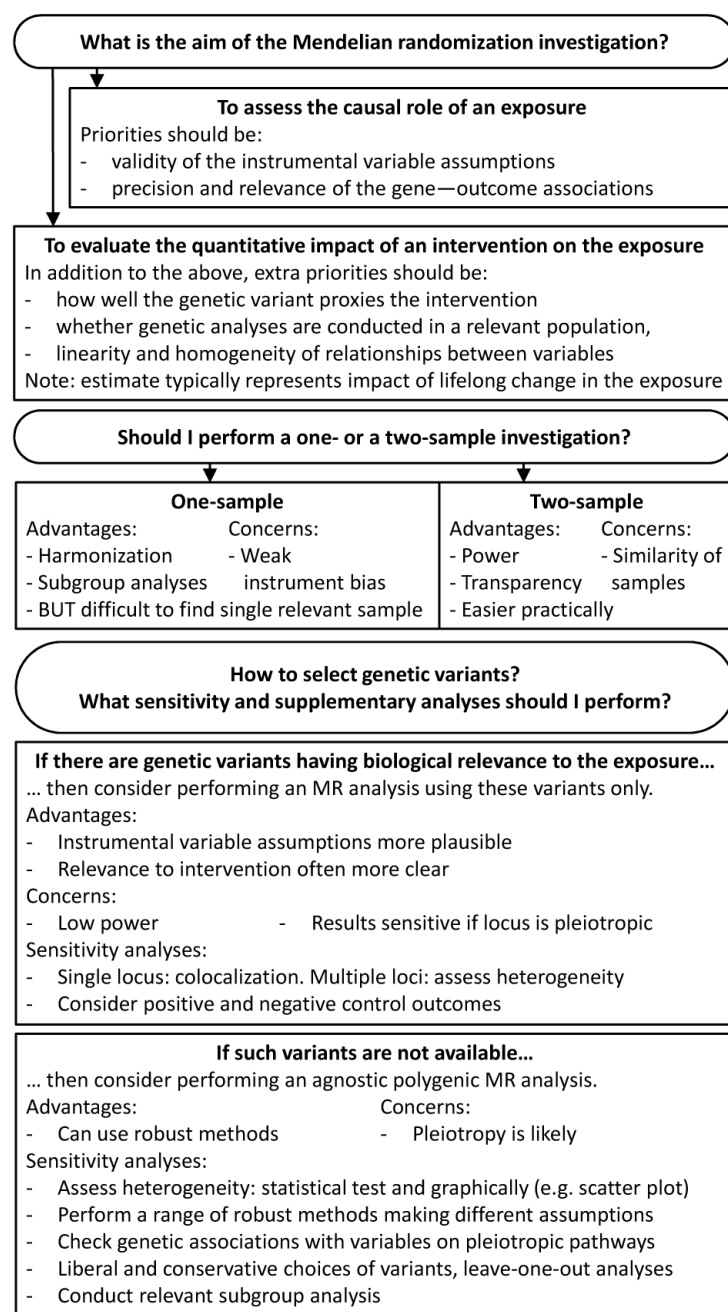 What is the aim of the Mendelian randomization investigation?
To assess the causal role of an exposure
Priorities should be:
- validity of the instrumental variable assumptions
- precision and relevance of the gene—outcome associations
To evaluate the quantitative impact of an intervention on the exposure
In addition to the above, extra priorities should be:
- how well the genetic variant proxies the intervention
- whether genetic analyses are conducted in a relevant population,
- linearity and homogeneity of relationships between variables
Note: estimate typically represents impact of lifelong change in the exposure
Should I perform a one- or a two-sample investigation?
One-sample
Advantages:
- Harmonization
- Subgroup analyses
Concerns:
- Weak
instrument bias
- BUT difficult to find single relevant sample
Two-sample
Advantages:
- Power
- Transparency
- Easier practically
Concerns:
- Similarity of
samples
How to select genetic variants?
What sensitivity and supplementary analyses should I perform?
If there are genetic variants having biological relevance to the exposure…
… then consider performing an MR analysis using these variants only.
Advantages:
- Instrumental variable assumptions more plausible
- Relevance to intervention often more clear
Concerns:
- Low power - Results sensitive if locus is pleiotropic
Sensitivity analyses:
- Single locus: colocalization. Multiple loci: assess heterogeneity
- Consider positive and negative control outcomes
If such variants are not available…
… then consider performing an agnostic polygenic MR analysis.
Advantages:
- Can use robust methods
Concerns:
- Pleiotropy is likely
Sensitivity analyses:
- Assess heterogeneity: statistical test and graphically (e.g. scatter plot)
- Perform a range of robust methods making different assumptions
- Check genetic associations with variables on pleiotropic pathways
- Liberal and conservative choices of variants, leave-one-out analyses
- Conduct relevant subgroup analysis